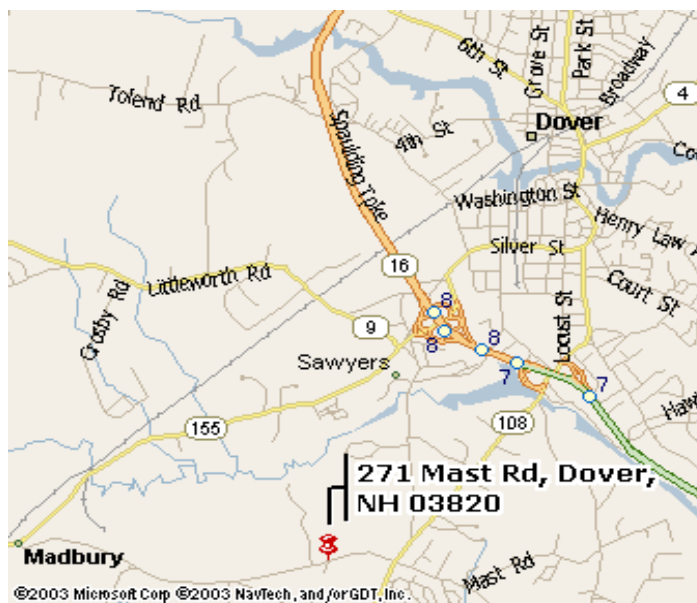 6th St
Grove St
Park St
Broadway
4
Tolend Rd
Spaulding Tpke
4th St
Dover
Washington St
Henry Law
Silver St
16
Court St
Littleworth Rd
Crosby Rd
9
8
8
8
Locust St
Sawyers
7
7
155
108
271 Mast Rd, Dover,
NH 03820
Madbury
Mast Rd
©2003 Microsoft Corp ©2003 NavTech, and/or GDT, Inc.